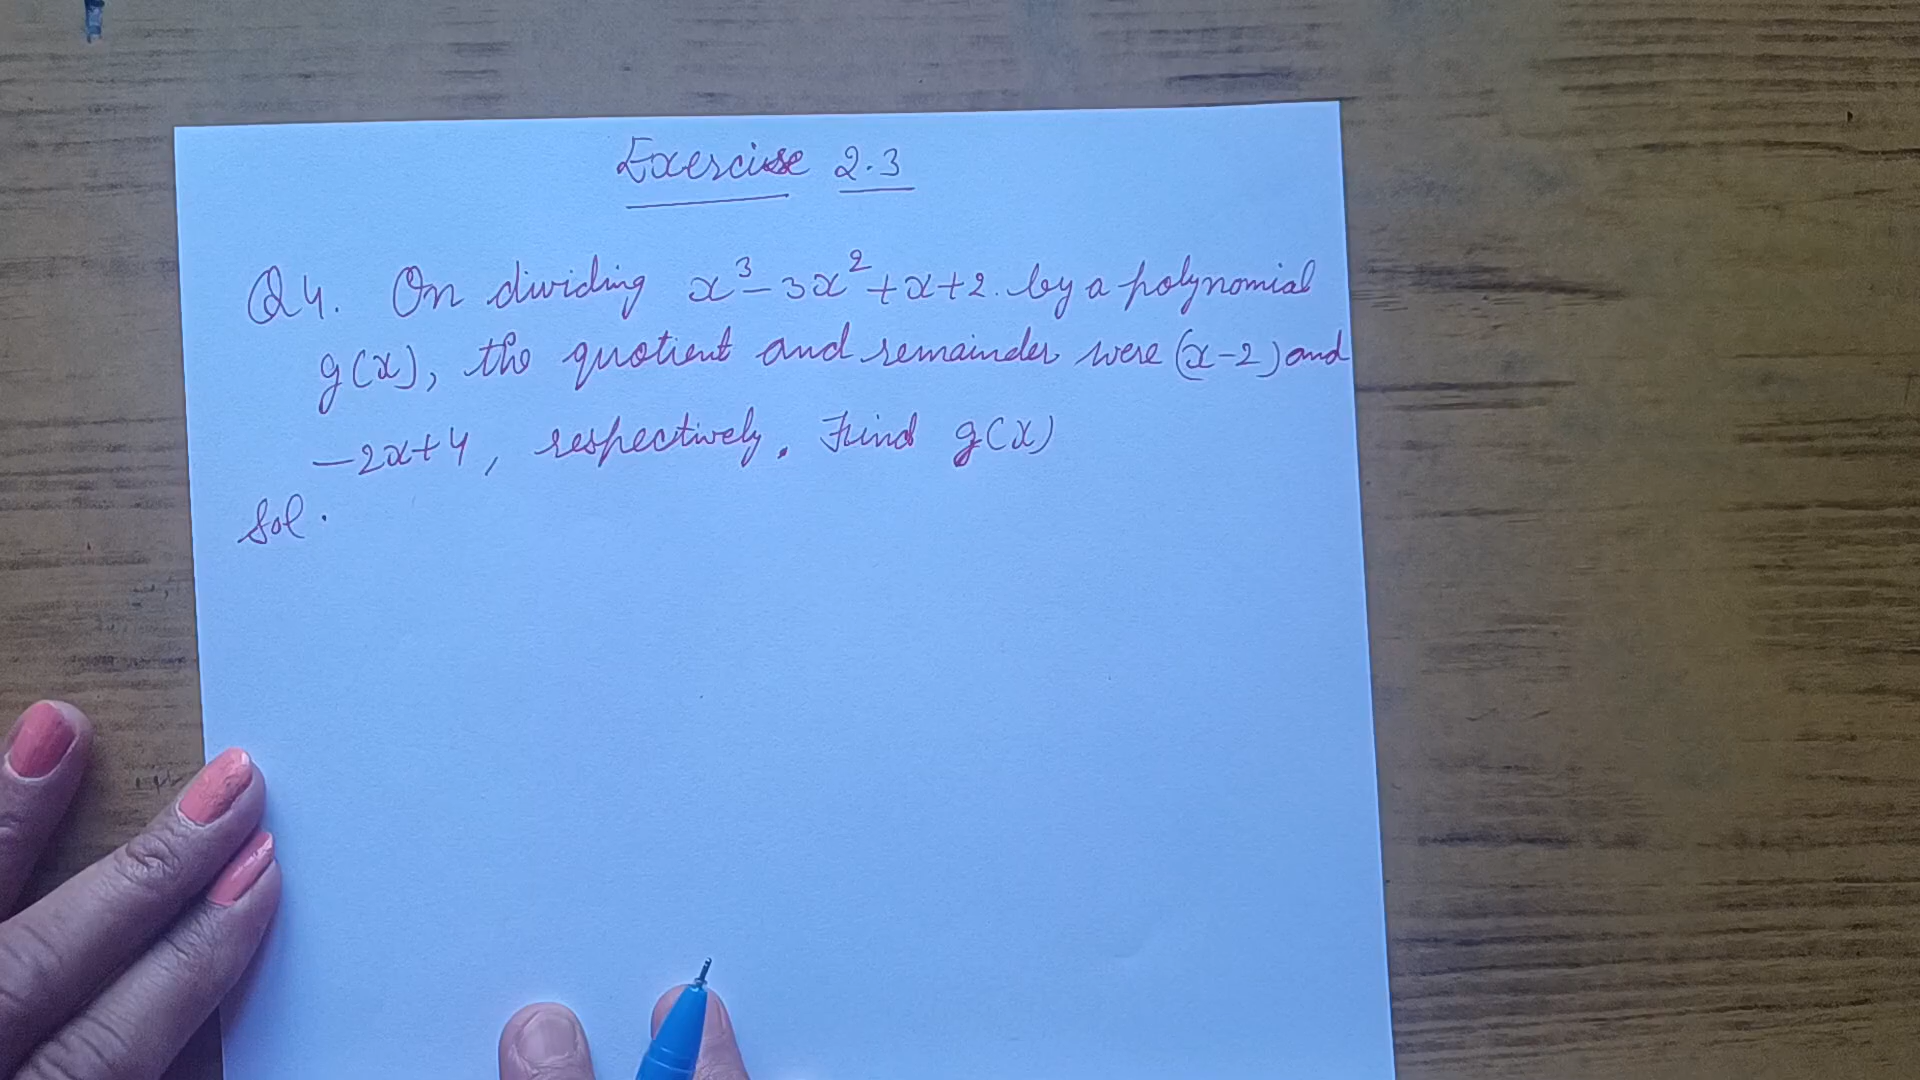 Exercise 2.3
Q4. On dividing x³-3x²+x+2. by a polynomial
g(x), the quotient and remainder were (x-2) and
-2x+4, respectively. Find g(x)
Sol.